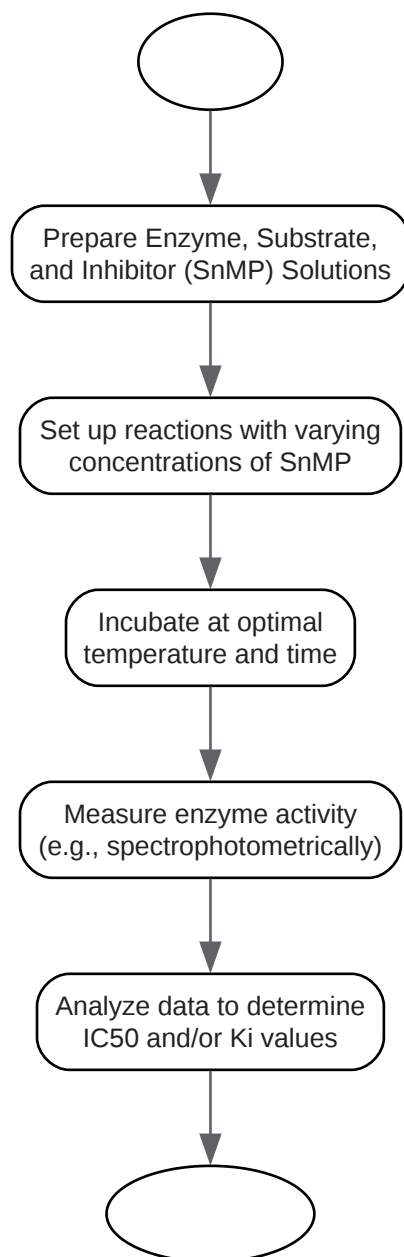 Prepare Enzyme, Substrate,
and Inhibitor (SnMP) Solutions
Set up reactions with varying
concentrations of SnMP
Incubate at optimal
temperature and time
Measure enzyme activity
(e.g., spectrophotometrically)
Analyze data to determine
IC50 and/or Ki values